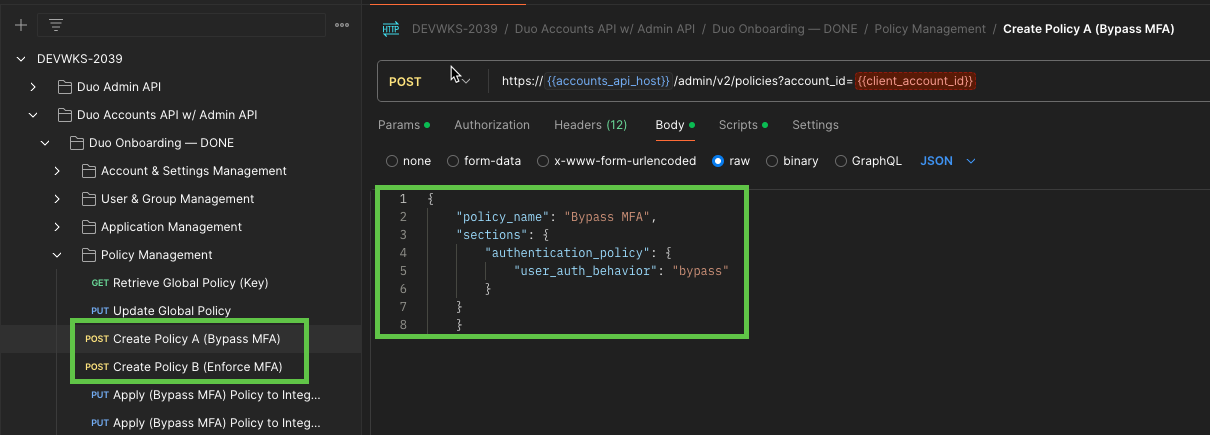 DEVWKS-2039
Duo Admin API
Duo Accounts API w/ Admin API
Duo Onboarding — DONE
Account & Settings Management
User & Group Management
Application Management
Policy Management
GET Retrieve Global Policy (Key)
PUT Update Global Policy
POST Create Policy A (Bypass MFA)
POST Create Policy B (Enforce MFA)
PUT Apply (Bypass MFA) Policy to Integ...
PUT Apply (Bypass MFA) Policy to Integ...
HTTP DEVWKS-2039 / Duo Accounts API w/ Admin API / Duo Onboarding — DONE / Policy Management / Create Policy A (Bypass MFA)
POST https:// {{accounts_api_host}} /admin/v2/policies?account_id= {{client_account_id}}
Params Authorization Headers (12) Body Scripts Settings
none form-data x-www-form-urlencoded raw binary GraphQL JSON
1 {
2 "policy_name": "Bypass MFA",
3 "sections": {
4 "authentication_policy": {
5 "user_auth_behavior": "bypass"
6 }
7 }
8 }